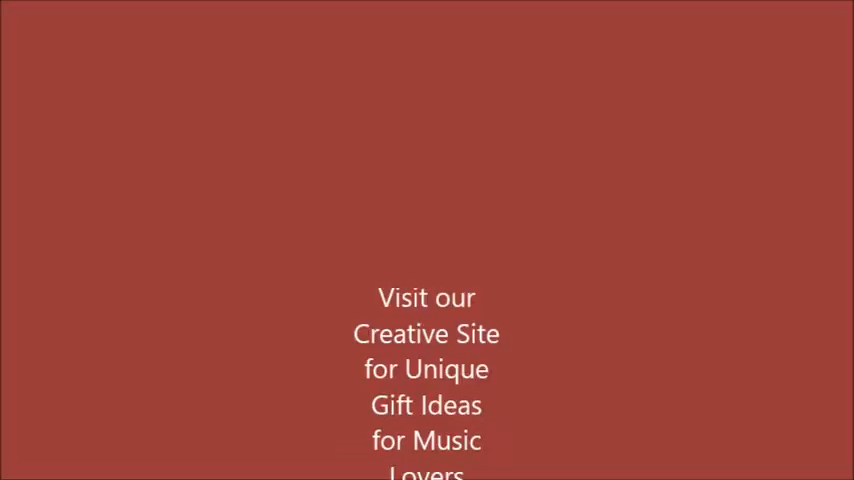 Visit our
Creative Site
for Unique
Gift Ideas
for Music
Lovers